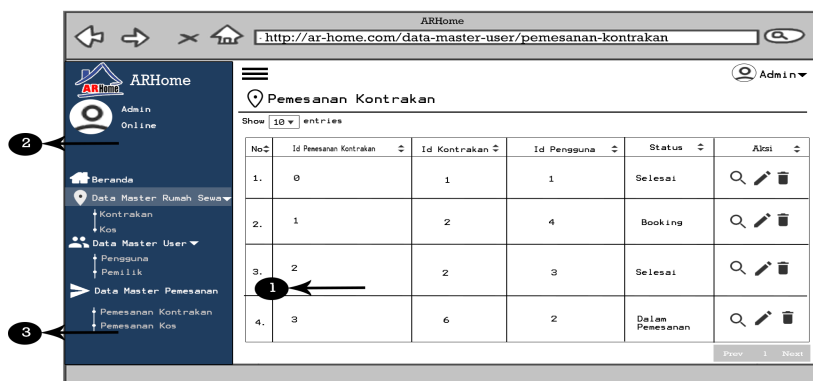 ARHome
http://ar-home.com/data-master-user/pemesanan-kontrakan
ARHome
ARHome
Admin
Online
Admin
Pemesanan Kontrakan
Show 10 entries
2
Beranda
Data Master Rumah Sewa
Kontrakan
Kos
Data Master User
Pengguna
Pemilik
Data Master Pemesanan
Pemesanan Kontrakan
Pemesanan Kos
3
No Id Pemesanan Kontrakan Id Kontrakan Id Pengguna Status Aksi
1. 0 1 1 Selesai
2. 1 2 4 Booking
3. 2 2 3 Selesai
1
4. 3 6 2 Dalam
Pemesanan
Prev 1 Next